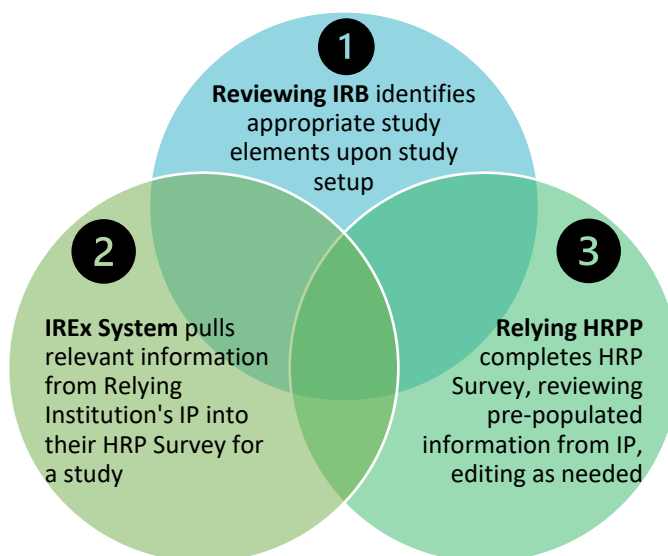 1
Reviewing IRB identifies
appropriate study
elements upon study
setup
2
IREx System pulls
relevant information
from Relying
Institution's IP into
their HRP Survey for
a study
3
Relying HRPP
completes HRP
Survey, reviewing
pre-populated
information from IP,
editing as needed